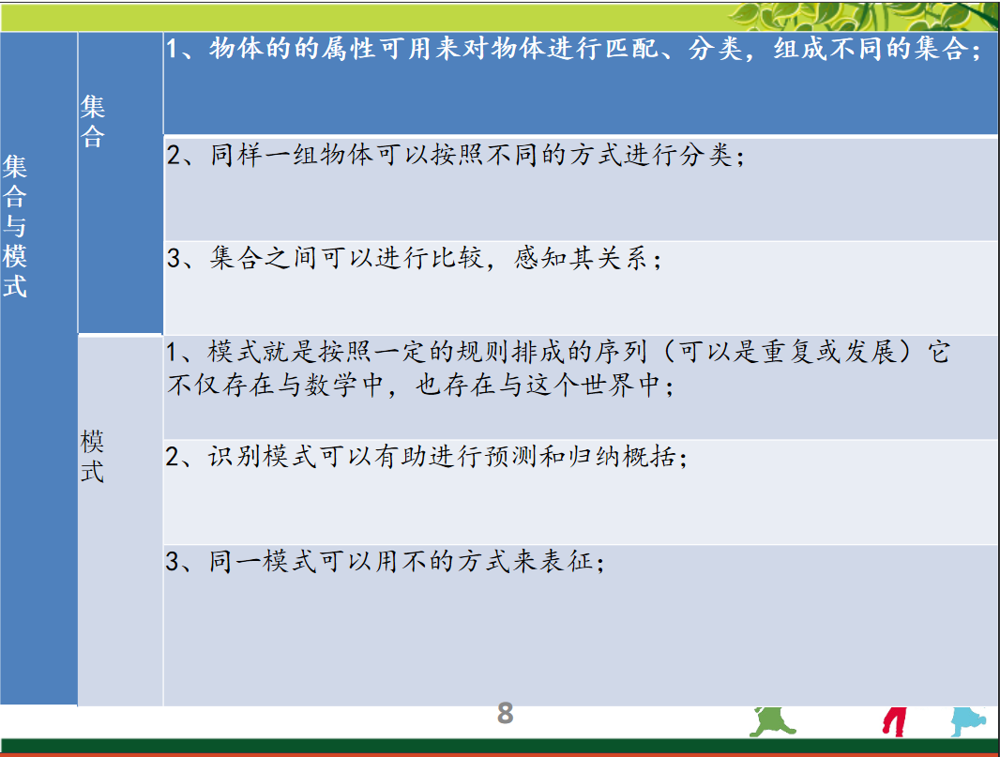 集合与模式
集合
1、物体的的属性可用来对物体进行匹配、分类，组成不同的集合；
2、同样一组物体可以按照不同的方式进行分类；
3、集合之间可以进行比较，感知其关系；
模式
1、模式就是按照一定的规则排成的序列（可以是重复或发展）它
不仅存在与数学中，也存在与这个世界中；
2、识别模式可以有助进行预测和归纳概括；
3、同一模式可以用不的方式来表征；
8